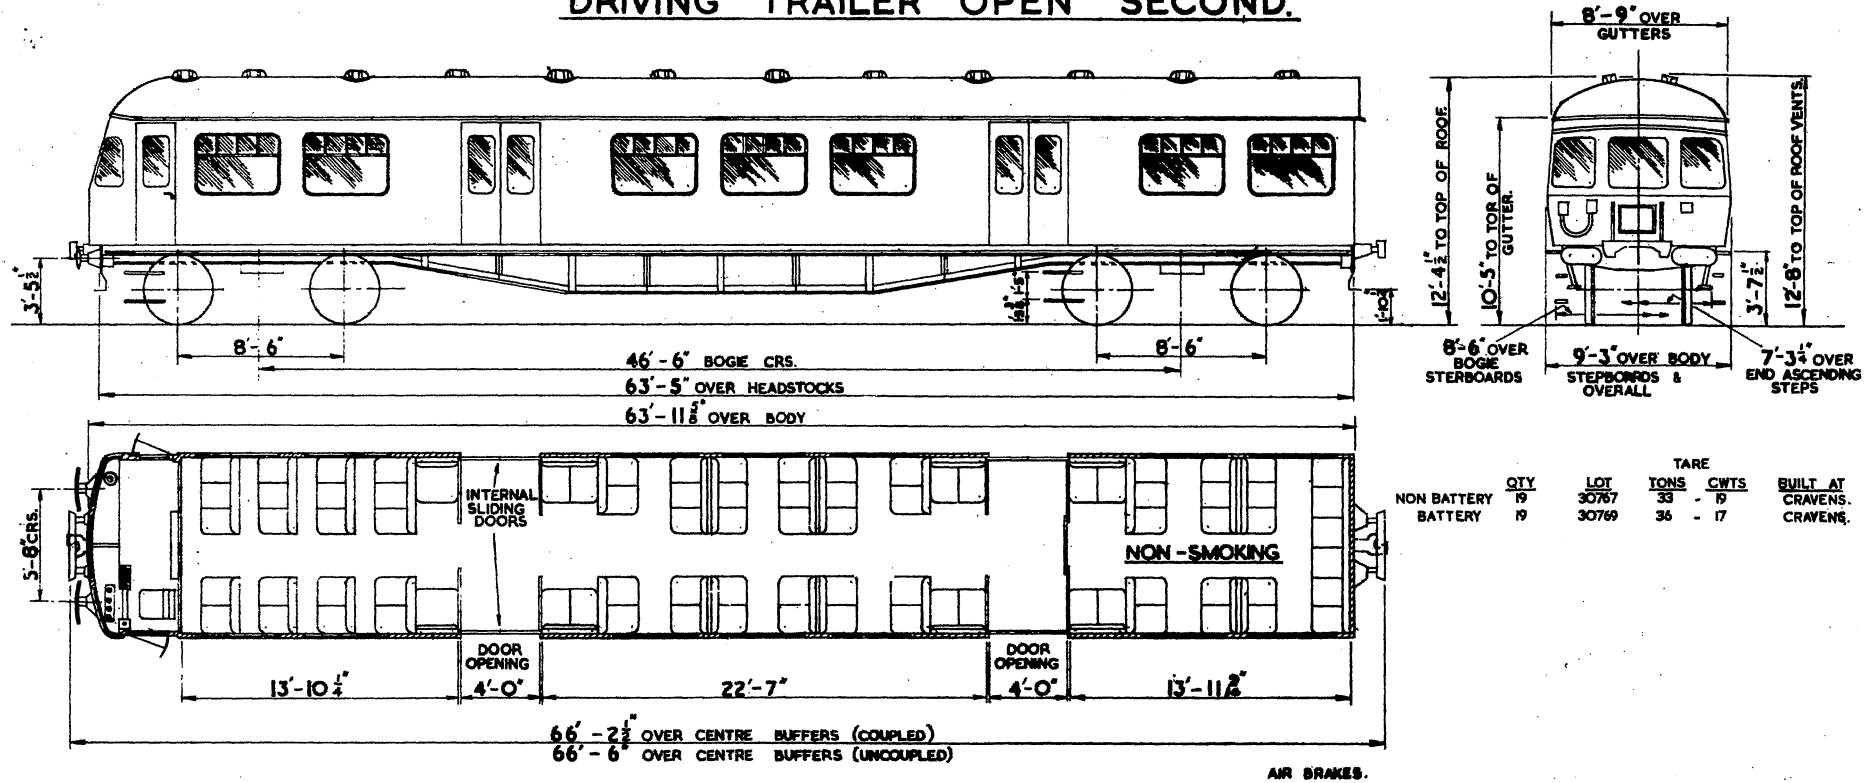 DRIVING TRAILER OPEN SECOND.
8'-9" OVER
GUTTERS
12'-4½" TO TOP OF ROOF.
10'-5" TO TOR OF
GUTTER.
12'-8" TO TOP OF ROOF VENTS.
3'-7½"
3'-5½"
1'-5"
1'-10"
8'-6"
8'-6"
46'-6" BOGIE CRS.
63'-5" OVER HEADSTOCKS
63'-11⅝" OVER BODY
8'-6" OVER
BOGIE
STERBOARDS
9'-3" OVER BODY
STEPBOARDS &
OVERALL
7'-3¼" OVER
END ASCENDING
STEPS
5'-8" CRS.
INTERNAL
SLIDING
DOORS
NON-SMOKING
TARE
QTY LOT TONS CWTS BUILT AT
NON BATTERY 19 30767 33 - 19 CRAVENS.
BATTERY 19 30769 36 - 17 CRAVENS.
DOOR
OPENING
DOOR
OPENING
13'-10¼"
4'-0"
22'-7"
4'-0"
13'-11
66'-2½" OVER CENTRE BUFFERS (COUPLED)
66'-6" OVER CENTRE BUFFERS (UNCOUPLED)
AIR BRAKES.